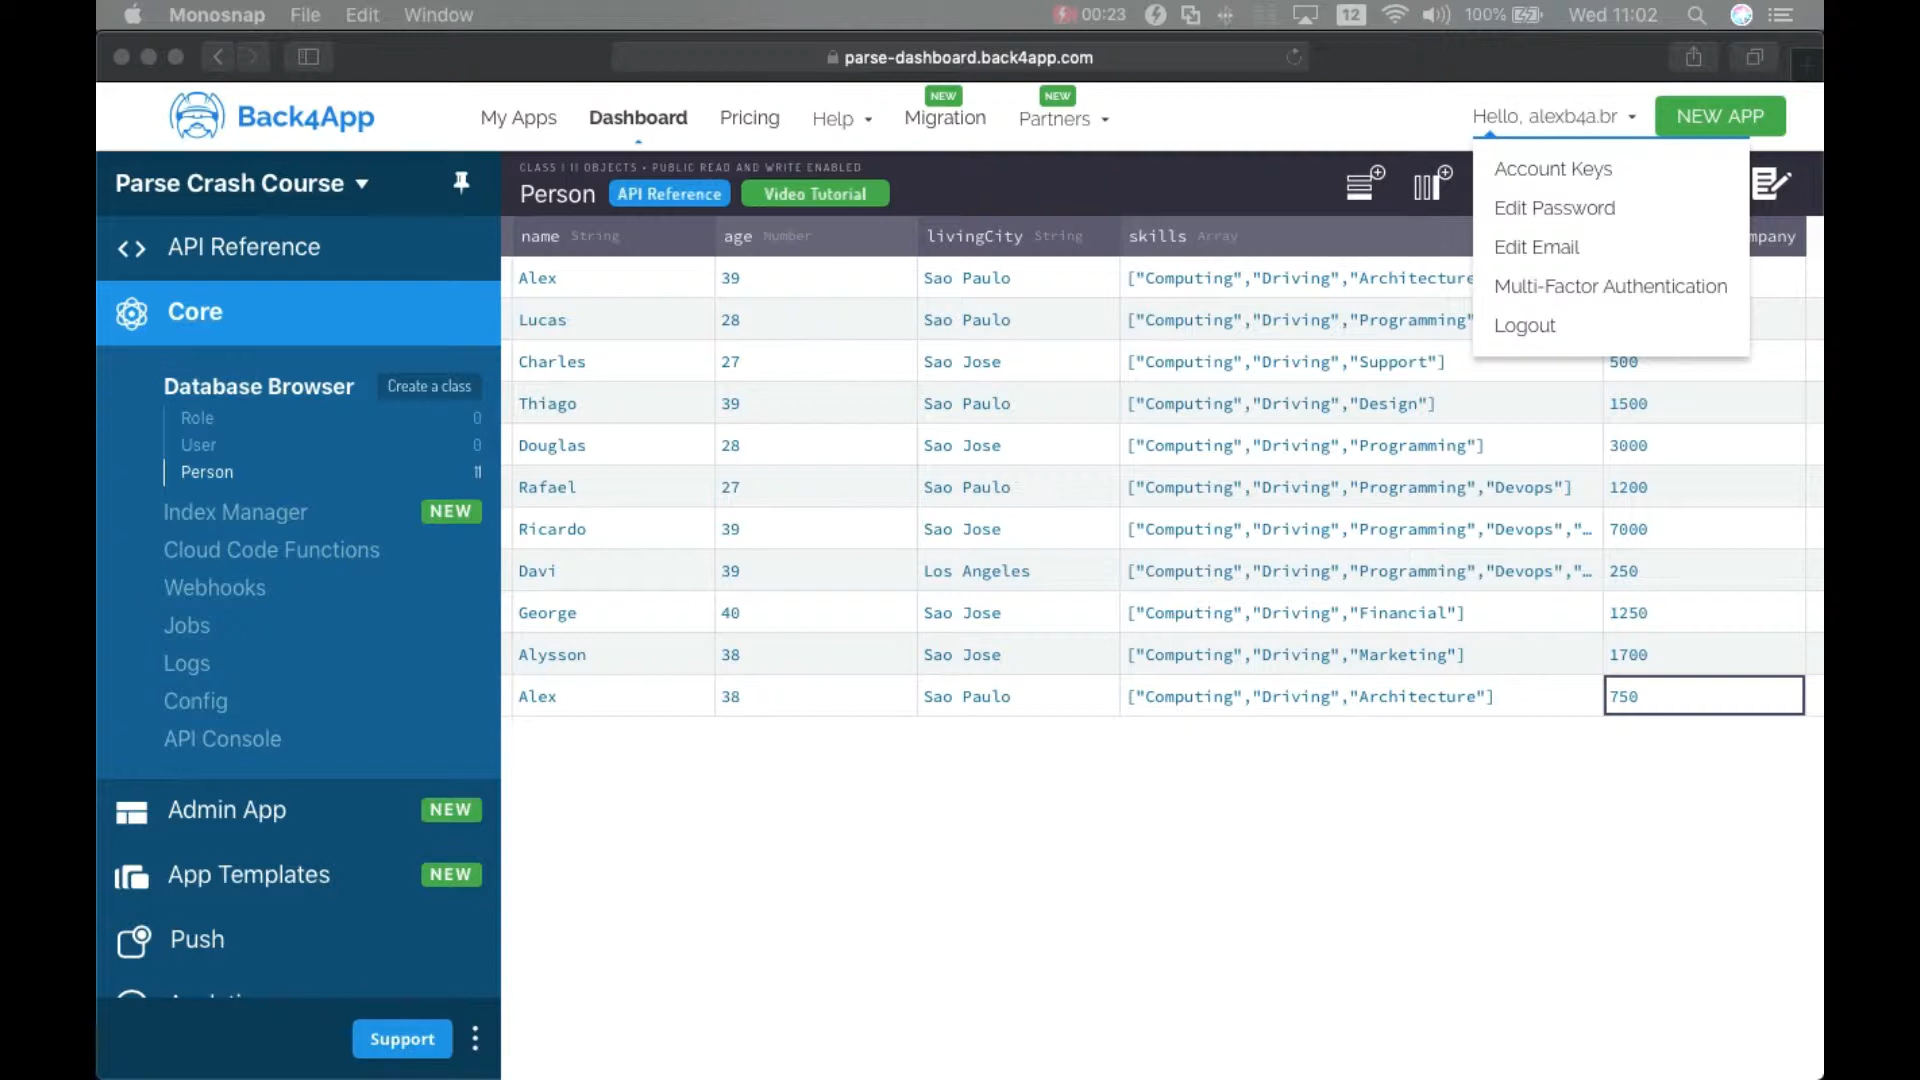 Monosnap File Edit Window 00:23 12 100% Wed 11:02
parse-dashboard.back4app.com
Back4App My Apps Dashboard Pricing Help NEW Migration NEW Partners Hello, alexb4a.br NEW APP
Account Keys
Edit Password
Edit Email
Multi-Factor Authentication
Logout
Parse Crash Course
API Reference
Core
Database Browser Create a class
Role 0
User 0
Person 11
Index Manager NEW
Cloud Code Functions
Webhooks
Jobs
Logs
Config
API Console
Admin App NEW
App Templates NEW
Push
Support
CLASS | 11 OBJECTS • PUBLIC READ AND WRITE ENABLED
Person API Reference Video Tutorial
name String age Number livingCity String skills Array mpany
Alex 39 Sao Paulo ["Computing","Driving","Architecture
Lucas 28 Sao Paulo ["Computing","Driving","Programming"
Charles 27 Sao Jose ["Computing","Driving","Support"] 500
Thiago 39 Sao Paulo ["Computing","Driving","Design"] 1500
Douglas 28 Sao Jose ["Computing","Driving","Programming"] 3000
Rafael 27 Sao Paulo ["Computing","Driving","Programming","Devops"] 1200
Ricardo 39 Sao Jose ["Computing","Driving","Programming","Devops","… 7000
Davi 39 Los Angeles ["Computing","Driving","Programming","Devops","… 250
George 40 Sao Jose ["Computing","Driving","Financial"] 1250
Alysson 38 Sao Jose ["Computing","Driving","Marketing"] 1700
Alex 38 Sao Paulo ["Computing","Driving","Architecture"] 750